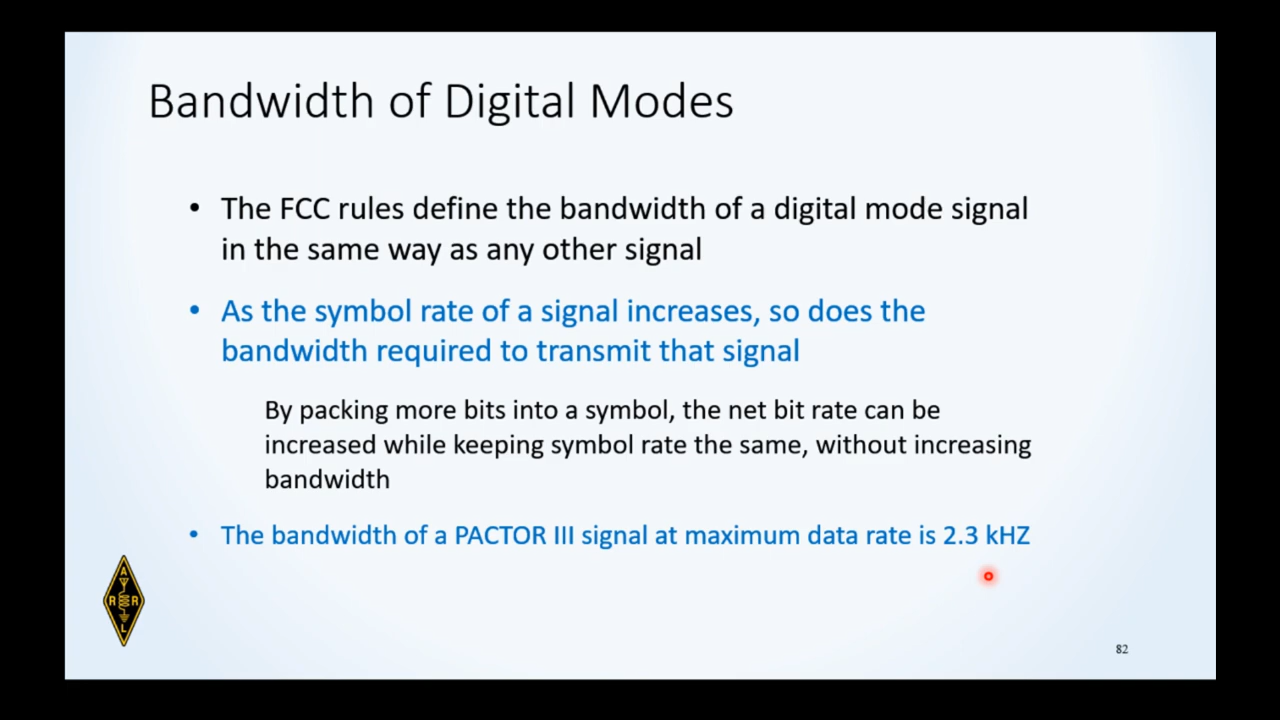 Bandwidth of Digital Modes
• The FCC rules define the bandwidth of a digital mode signal
in the same way as any other signal
• As the symbol rate of a signal increases, so does the
bandwidth required to transmit that signal
By packing more bits into a symbol, the net bit rate can be
increased while keeping symbol rate the same, without increasing
bandwidth
• The bandwidth of a PACTOR III signal at maximum data rate is 2.3 kHZ
A
R R
L
82